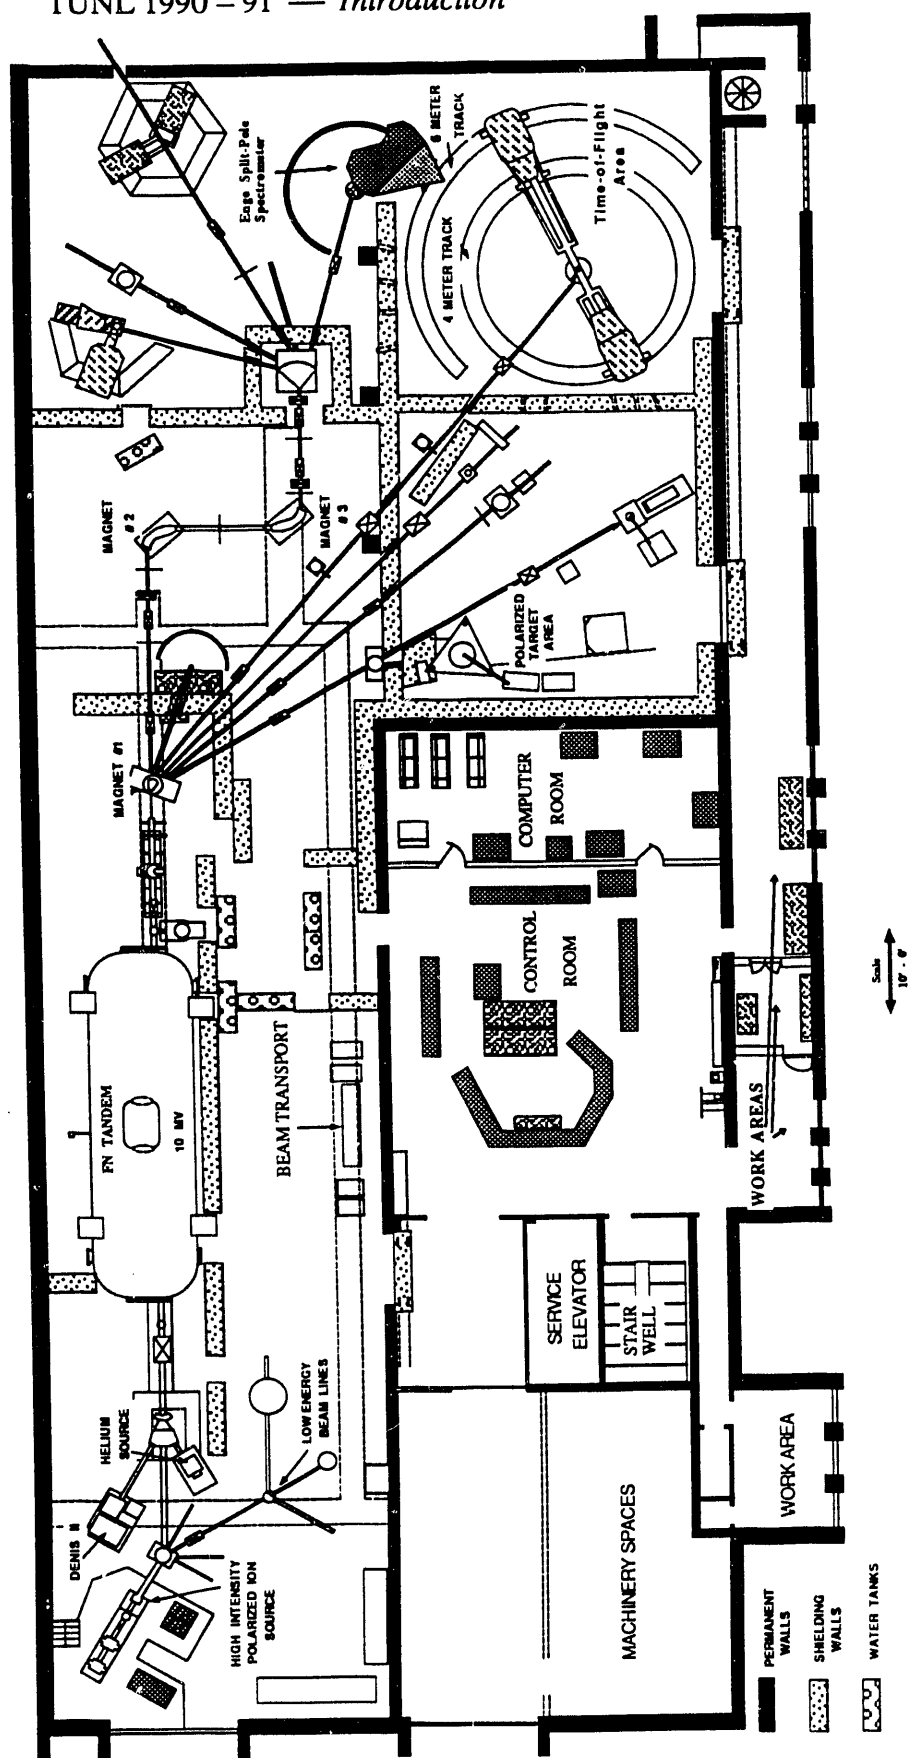 TUNL 1990 – 91 — Introduction
Enge Split-Pole
Spectrometer
6 METER
TRACK
4 METER TRACK
Time-of-Flight
Area
MAGNET
# 2
MAGNET
# 3
POLARIZED
TARGET
AREA
MAGNET #1
COMPUTER
ROOM
CONTROL
ROOM
Scale
10' - 0"
FN TANDEM
10 MV
BEAM TRANSPORT
WORK AREAS
SERVICE
ELEVATOR
STAIR
WELL
HELIUM
SOURCE
LOW ENERGY
BEAM LINES
DENIS II
HIGH INTENSITY
POLARIZED ION
SOURCE
MACHINERY SPACES
WORK AREA
PERMANENT
WALLS
SHIELDING
WALLS
WATER TANKS